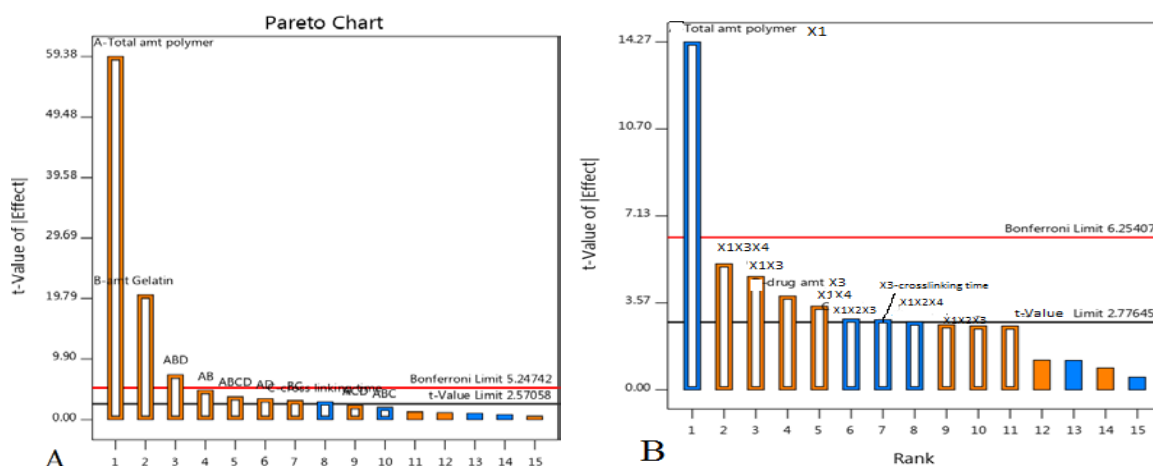 Pareto Chart
A-Total amt polymer
59.38
49.48
39.58
29.69
19.79
9.90
0.00
t-Value of |Effect|
B-amt Gelatin
ABD
AB
ABCD
AD
BC
C-cross linking time
ACD
ABC
Bonferroni Limit 5.24742
t-Value Limit 2.57058
1 2 3 4 5 6 7 8 9 10 11 12 13 14 15
A
Total amt polymer X1
14.27
10.70
7.13
3.57
0.00
t-Value of |Effect|
Bonferroni Limit 6.25407
X1X3X4
X1X3
-drug amt X3
X1X4
X1X2X3
X3-crosslinking time
X1X2X4
X1X2X3
t-Value Limit 2.77645
1 2 3 4 5 6 7 8 9 10 11 12 13 14 15
B
Rank